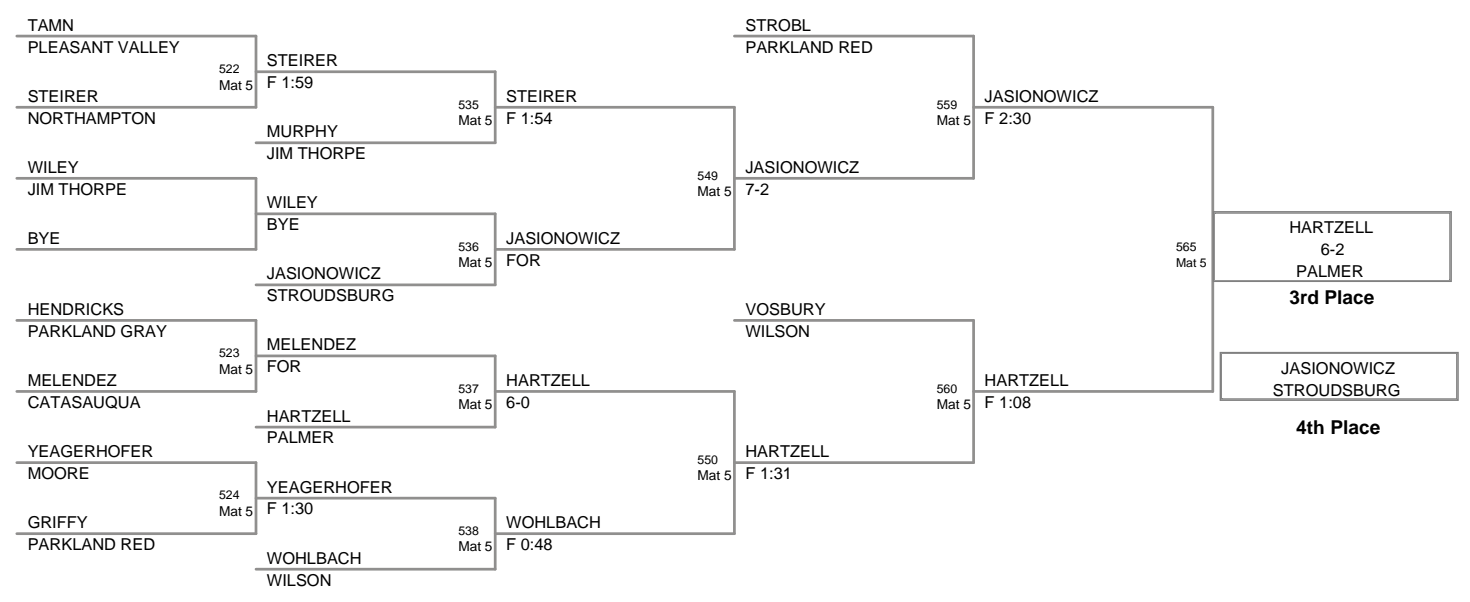 TAMN
PLEASANT VALLEY
522
Mat 5
STEIRER
NORTHAMPTON
STEIRER
F 1:59
535
Mat 5
MURPHY
JIM THORPE
STEIRER
F 1:54
WILEY
JIM THORPE
BYE
WILEY
BYE
536
Mat 5
JASIONOWICZ
STROUDSBURG
JASIONOWICZ
FOR
549
Mat 5
JASIONOWICZ
7-2
STROBL
PARKLAND RED
559
Mat 5
JASIONOWICZ
F 2:30
HENDRICKS
PARKLAND GRAY
523
Mat 5
MELENDEZ
CATASAUQUA
MELENDEZ
FOR
537
Mat 5
HARTZELL
PALMER
HARTZELL
6-0
YEAGERHOFER
MOORE
524
Mat 5
GRIFFY
PARKLAND RED
YEAGERHOFER
F 1:30
538
Mat 5
WOHLBACH
WILSON
WOHLBACH
F 0:48
550
Mat 5
HARTZELL
F 1:31
VOSBURY
WILSON
560
Mat 5
HARTZELL
F 1:08
565
Mat 5
HARTZELL
6-2
PALMER
3rd Place
JASIONOWICZ
STROUDSBURG
4th Place